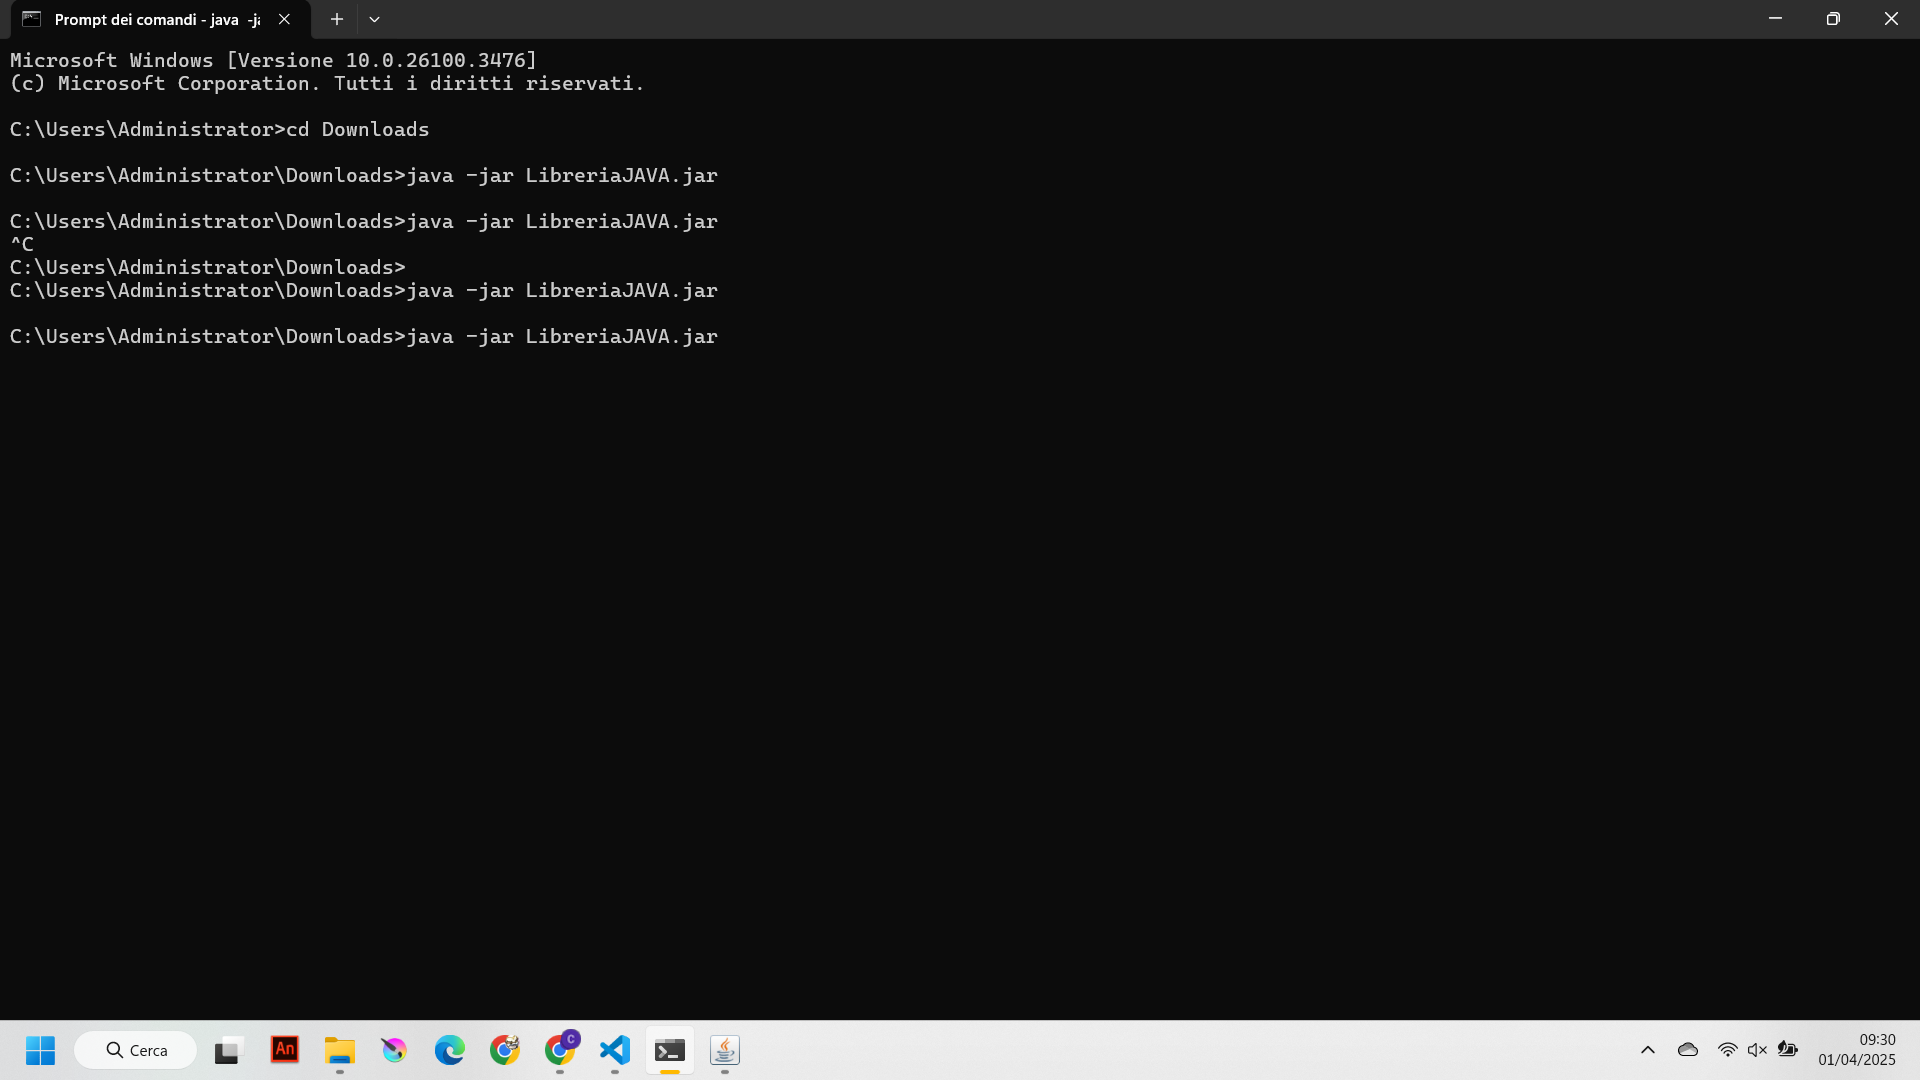 Prompt dei comandi - java -ja
Microsoft Windows [Versione 10.0.26100.3476]
(c) Microsoft Corporation. Tutti i diritti riservati.
C:\Users\Administrator>cd Downloads
C:\Users\Administrator\Downloads>java -jar LibreriaJAVA.jar
C:\Users\Administrator\Downloads>java -jar LibreriaJAVA.jar
^C
C:\Users\Administrator\Downloads>
C:\Users\Administrator\Downloads>java -jar LibreriaJAVA.jar
C:\Users\Administrator\Downloads>java -jar LibreriaJAVA.jar
Cerca
An
C
09:30
01/04/2025